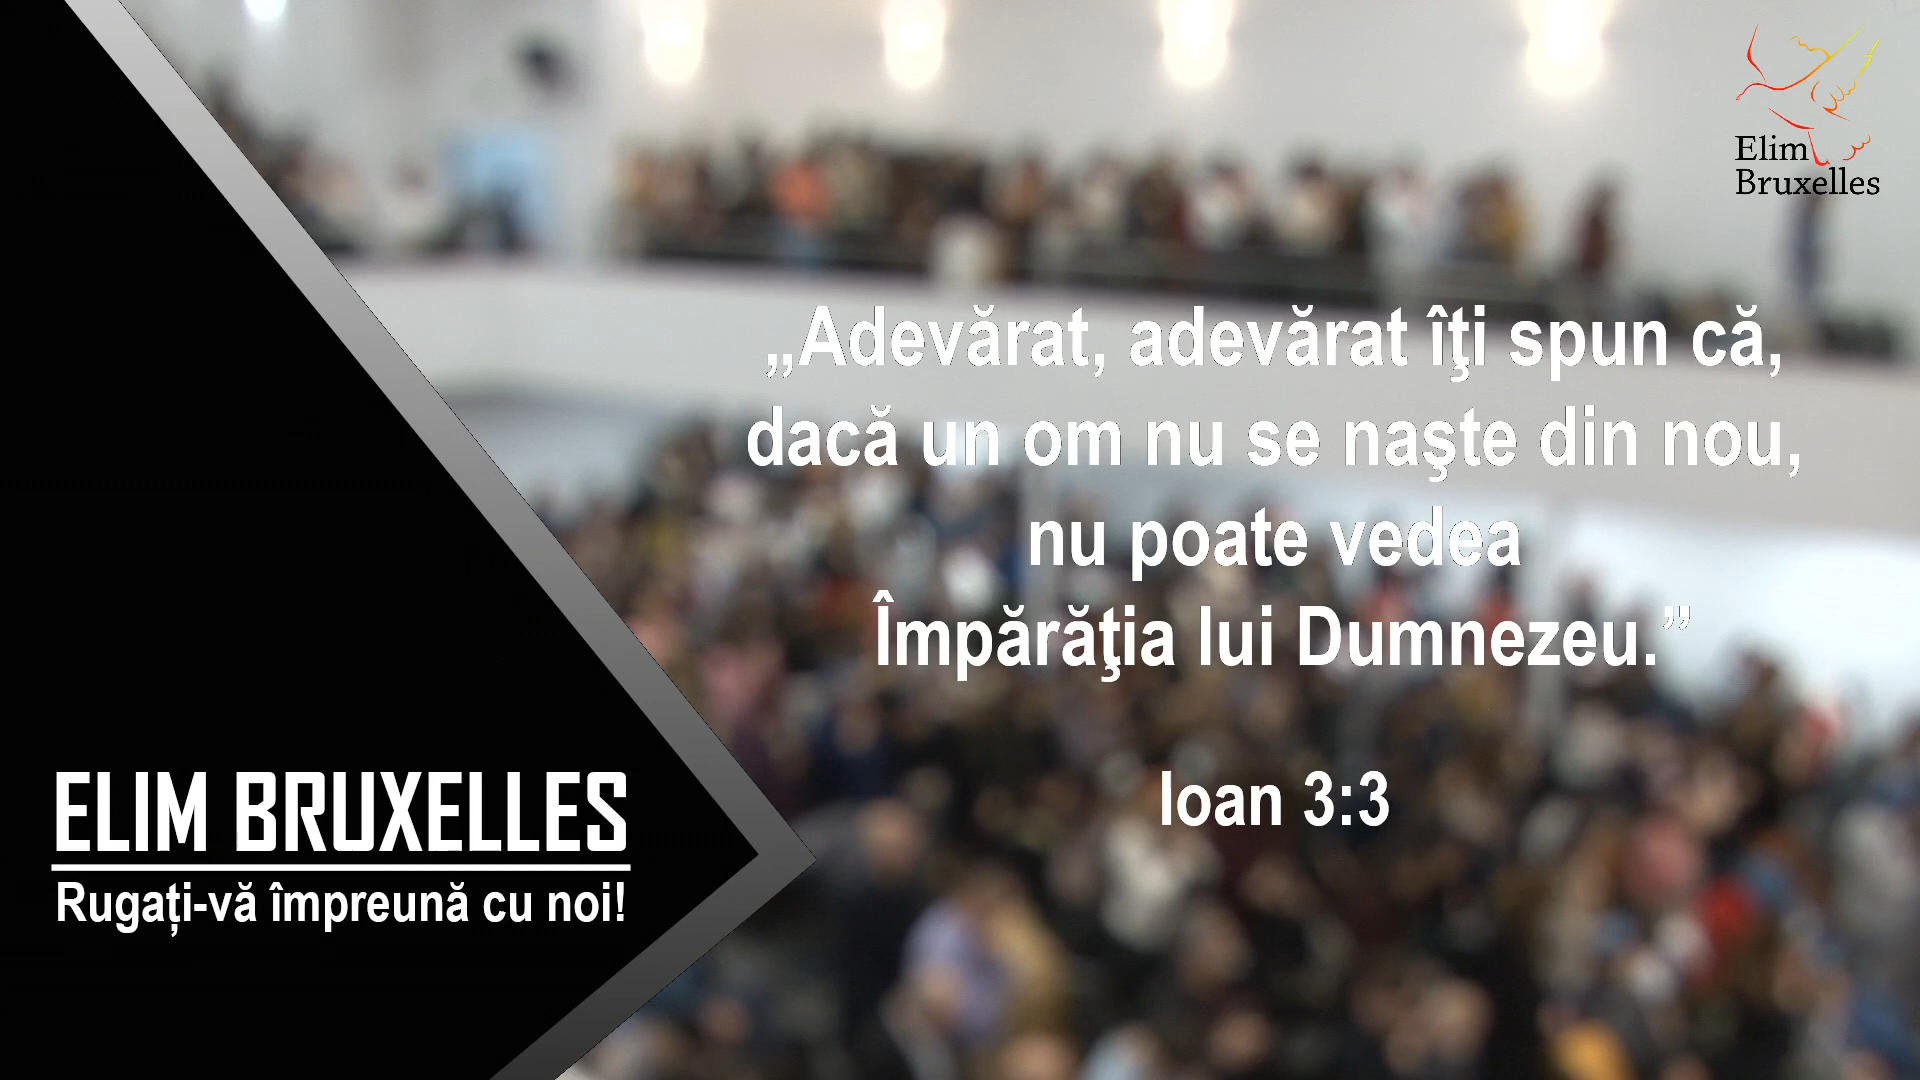 Elim
Bruxelles
„Adevărat, adevărat îţi spun că,
dacă un om nu se naşte din nou,
nu poate vedea
Împărăţia lui Dumnezeu.”
Ioan 3:3
ELIM BRUXELLES
Rugați-vă împreună cu noi!